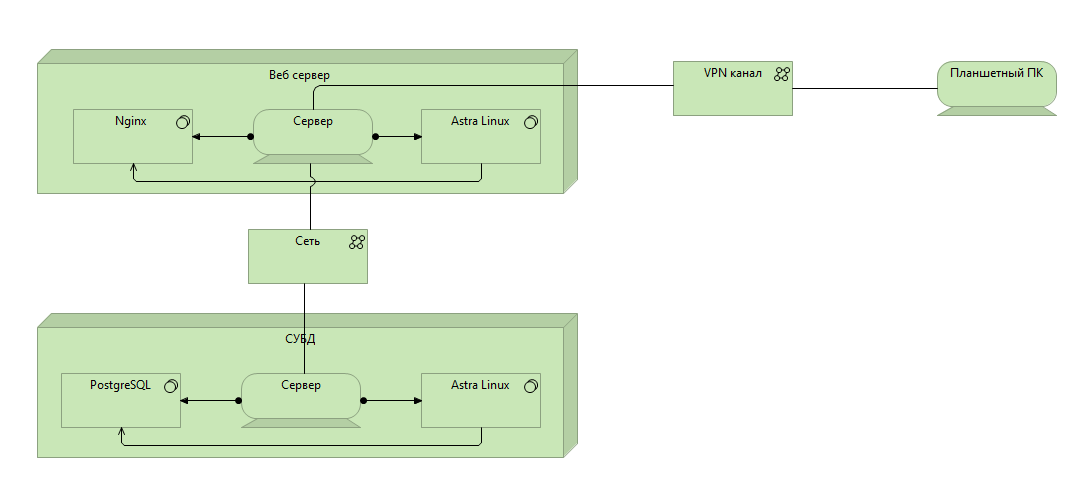 Веб сервер
VPN канал
Планшетный ПК
Nginx
Сервер
Astra Linux
Сеть
СУБД
PostgreSQL
Сервер
Astra Linux